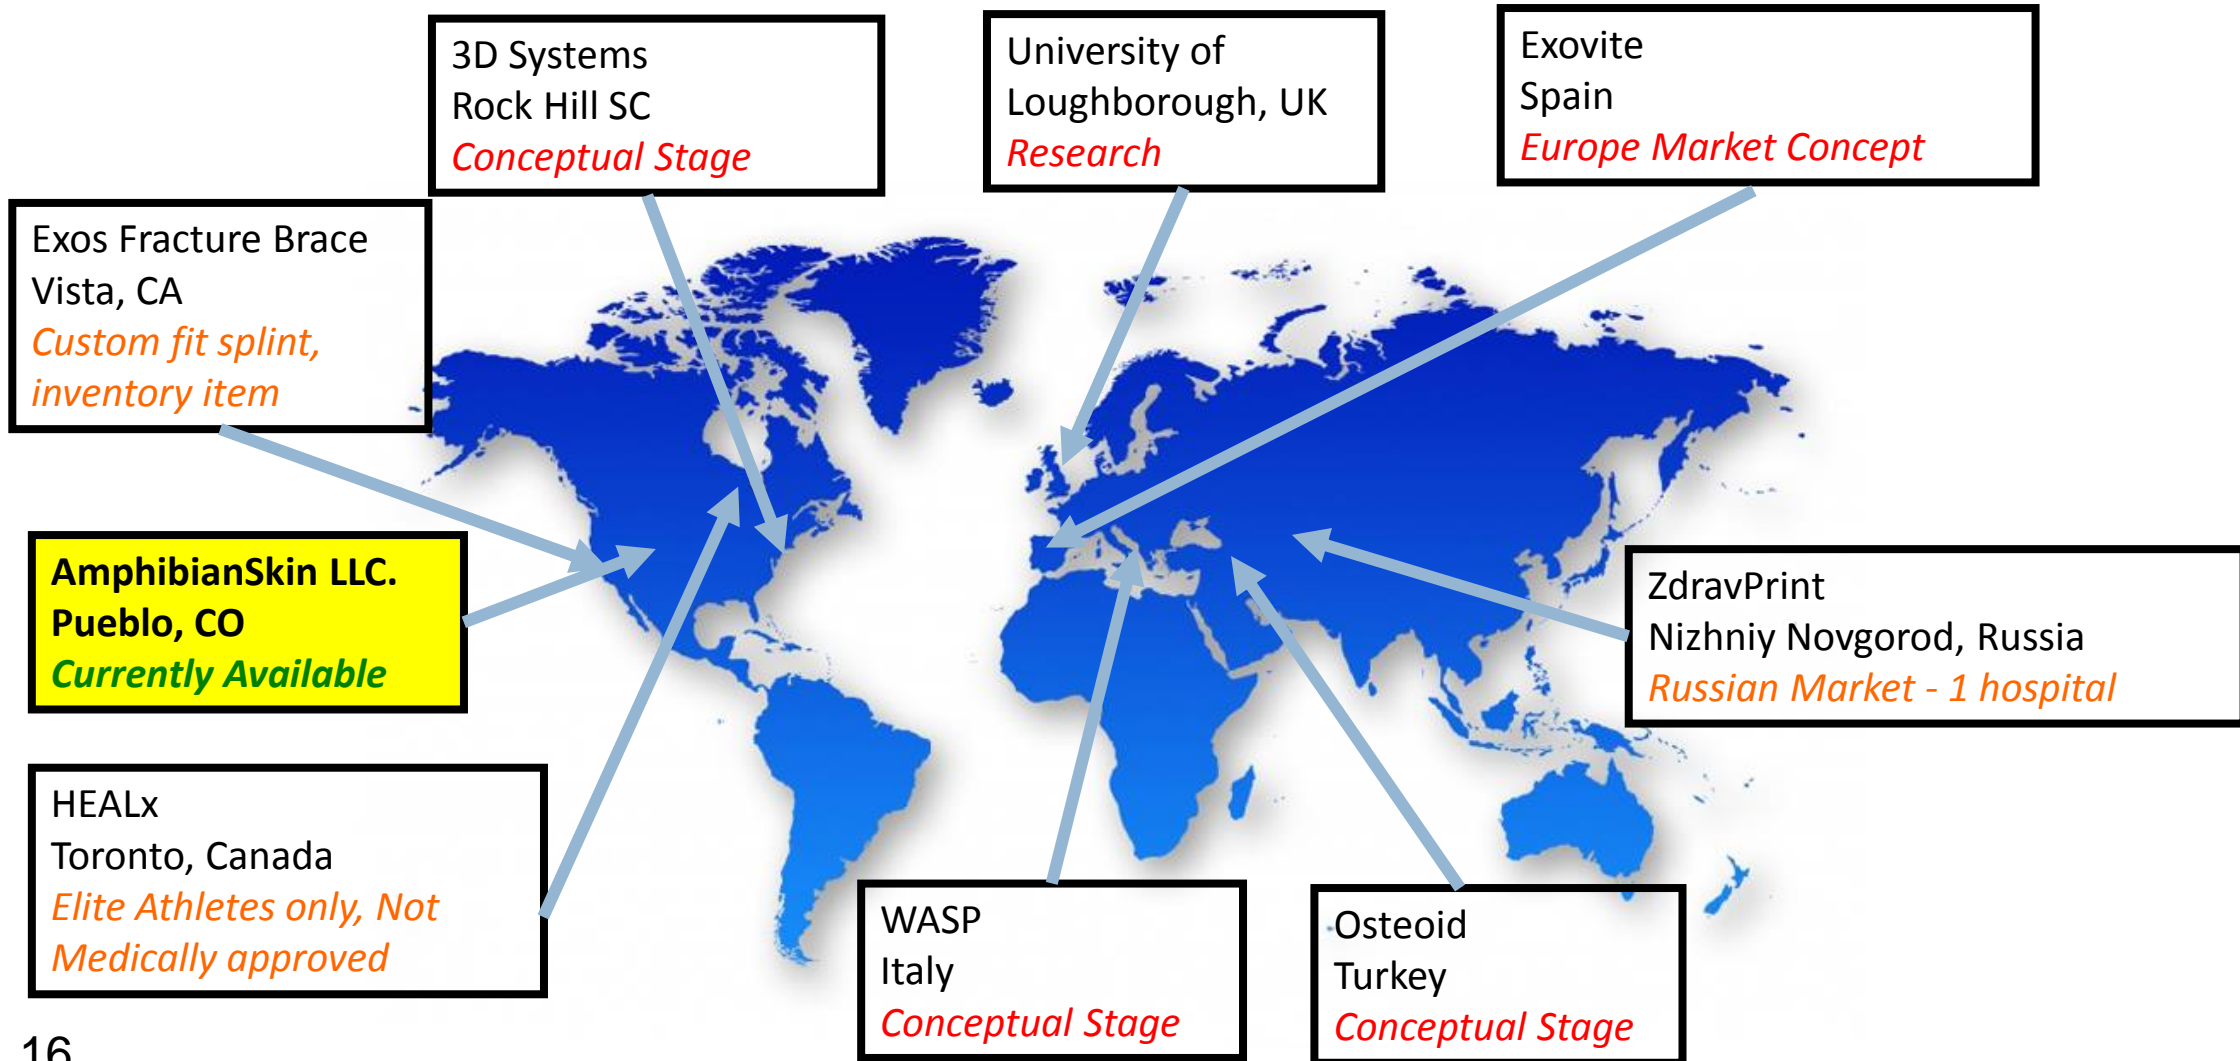 3D Systems
Rock Hill SC
Conceptual Stage
University of
Loughborough, UK
Research
Exovite
Spain
Europe Market Concept
Exos Fracture Brace
Vista, CA
Custom fit splint,
inventory item
AmphibianSkin LLC.
Pueblo, CO
Currently Available
ZdravPrint
Nizhniy Novgorod, Russia
Russian Market - 1 hospital
HEALx
Toronto, Canada
Elite Athletes only, Not
Medically approved
WASP
Italy
Conceptual Stage
Osteoid
Turkey
Conceptual Stage
16